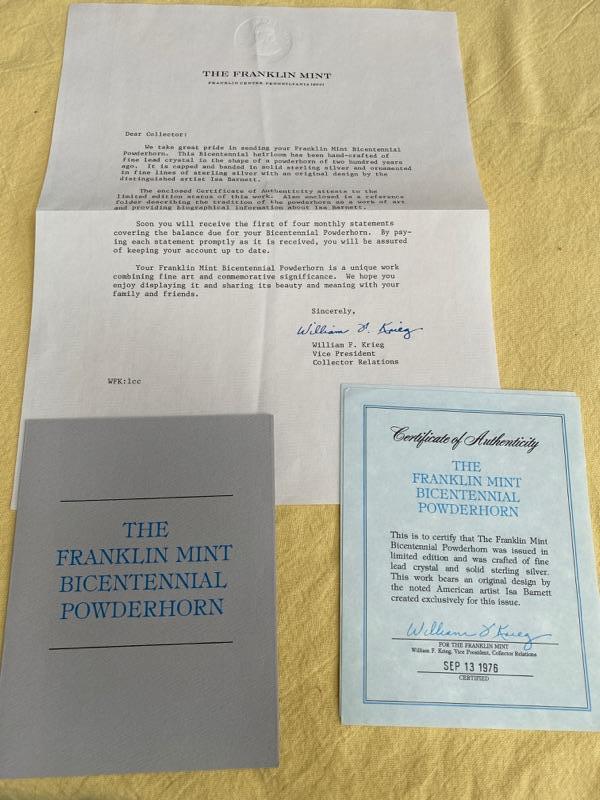 THE FRANKLIN MINT
FRANKLIN CENTER, PENNSYLVANIA 19091
Dear Collector:
We take great pride in sending your Franklin Mint Bicentennial
Powderhorn. This Bicentennial heirloom has been hand-crafted of
fine lead crystal in the shape of a powderhorn of two hundred years
ago. It is capped and banded in solid sterling silver and ornamented
in fine lines of sterling silver with an original design by the
distinguished artist Isa Barnett.
The enclosed Certificate of Authenticity attests to the
limited edition status of this work. Also enclosed is a reference
folder describing the tradition of the powderhorn as a work of art
and providing biographical information about Isa Barnett.
Soon you will receive the first of four monthly statements
covering the balance due for your Bicentennial Powderhorn. By pay-
ing each statement promptly as it is received, you will be assured
of keeping your account up to date.
Your Franklin Mint Bicentennial Powderhorn is a unique work
combining fine art and commemorative significance. We hope you
enjoy displaying it and sharing its beauty and meaning with your
family and friends.
Sincerely,
William F. Krieg
William F. Krieg
Vice President
Collector Relations
WFK:lcc
THE
FRANKLIN MINT
BICENTENNIAL
POWDERHORN
Certificate of Authenticity
THE
FRANKLIN MINT
BICENTENNIAL
POWDERHORN
This is to certify that The Franklin Mint
Bicentennial Powderhorn was issued in
limited edition and was crafted of fine
lead crystal and solid sterling silver.
This work bears an original design by
the noted American artist Isa Barnett
created exclusively for this issue.
William F Krieg
FOR THE FRANKLIN MINT
William F. Krieg, Vice President, Collector Relations
SEP 13 1976
CERTIFIED